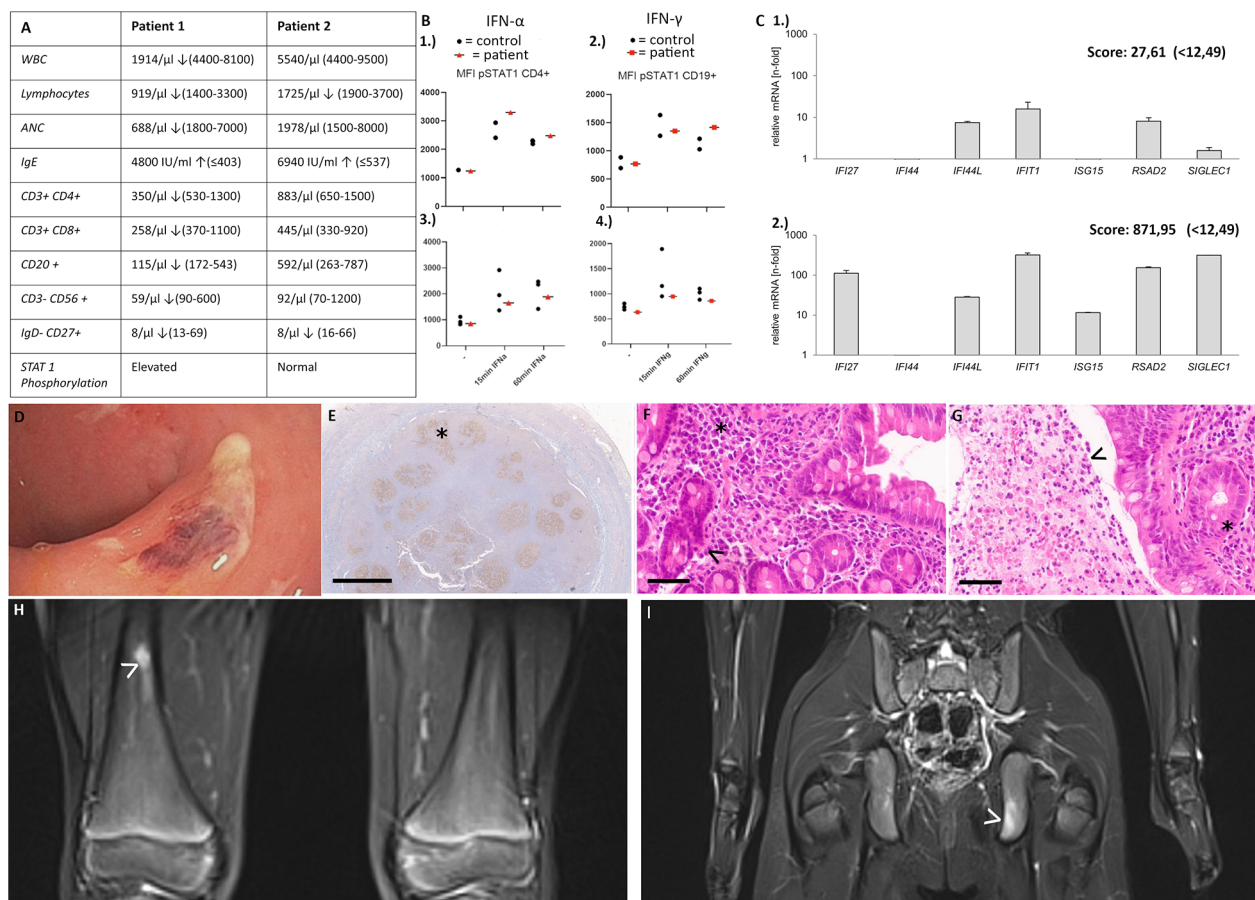 A Patient 1 Patient 2
WBC 1914/µl ↓(4400-8100) 5540/µl (4400-9500)
Lymphocytes 919/µl ↓(1400-3300) 1725/µl ↓ (1900-3700)
ANC 688/µl ↓(1800-7000) 1978/µl (1500-8000)
IgE 4800 IU/ml ↑(≤403) 6940 IU/ml ↑ (≤537)
CD3+ CD4+ 350/µl ↓(530-1300) 883/µl (650-1500)
CD3+ CD8+ 258/µl ↓(370-1100) 445/µl (330-920)
CD20 + 115/µl ↓ (172-543) 592/µl (263-787)
CD3- CD56 + 59/µl ↓(90-600) 92/µl (70-1200)
IgD- CD27+ 8/µl ↓(13-69) 8/µl ↓ (16-66)
STAT 1 Elevated Normal
Phosphorylation
B IFN-α IFN-γ
1.) = control 2.) = control
= patient = patient
MFI pSTAT1 CD4+ MFI pSTAT1 CD19+
4000
3000
2000
1000
0
2000
1500
1000
500
0
3.) 4.)
4000
3000
2000
1000
0
2000
1500
1000
500
0
- 15min IFNa 60min IFNa
- 15min IFNg 60min IFNg
C 1.)
Score: 27,61 (<12,49)
relative mRNA [n-fold]
1000
100
10
1
IFI27 IFI44 IFI44L IFIT1 ISG15 RSAD2 SIGLEC1
2.)
Score: 871,95 (<12,49)
relative mRNA [n-fold]
1000
100
10
1
IFI27 IFI44 IFI44L IFIT1 ISG15 RSAD2 SIGLEC1
D E * F * G *
H I